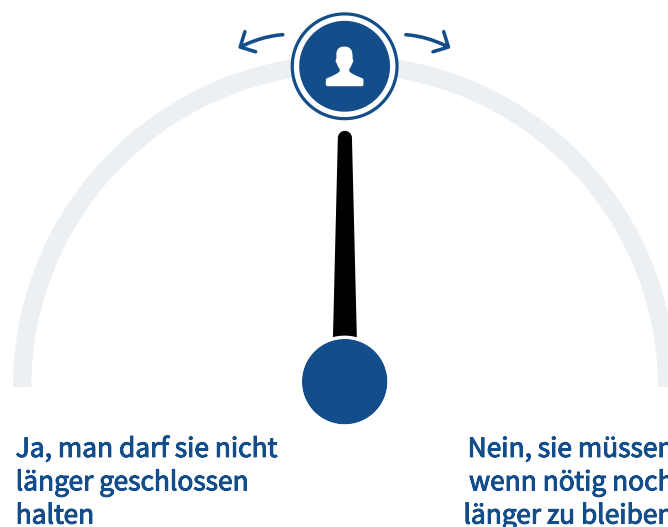 Ja, man darf sie nicht
länger geschlossen
halten
Nein, sie müssen
wenn nötig noch
länger zu bleiben